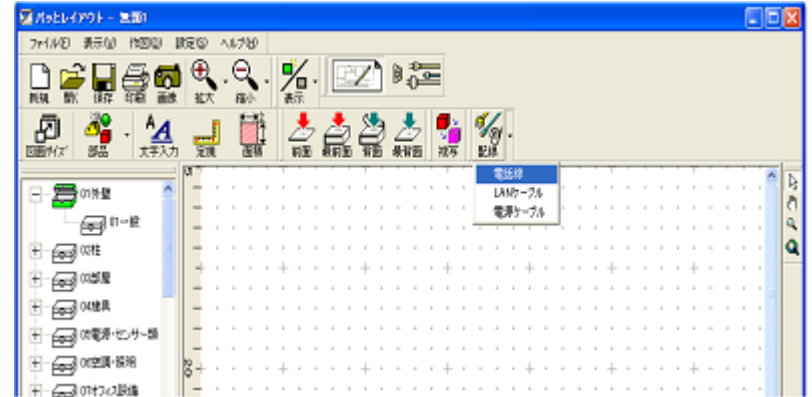 パッとレイアウト - 無題1
ファイル(F) 表示(V) 作図(D) 設定(S) ヘルプ(H)
新規 開く 保存 印刷 画像 拡大 縮小 表示
図面サイズ 部品 文字入力 定規 面積 前面 最前面 背面 最背面 複写 配線
電話線
LANケーブル
電源ケーブル
01外壁
01一般
02柱
03部屋
04建具
05電源・センサー類
06空調・照明
07オフィス設備